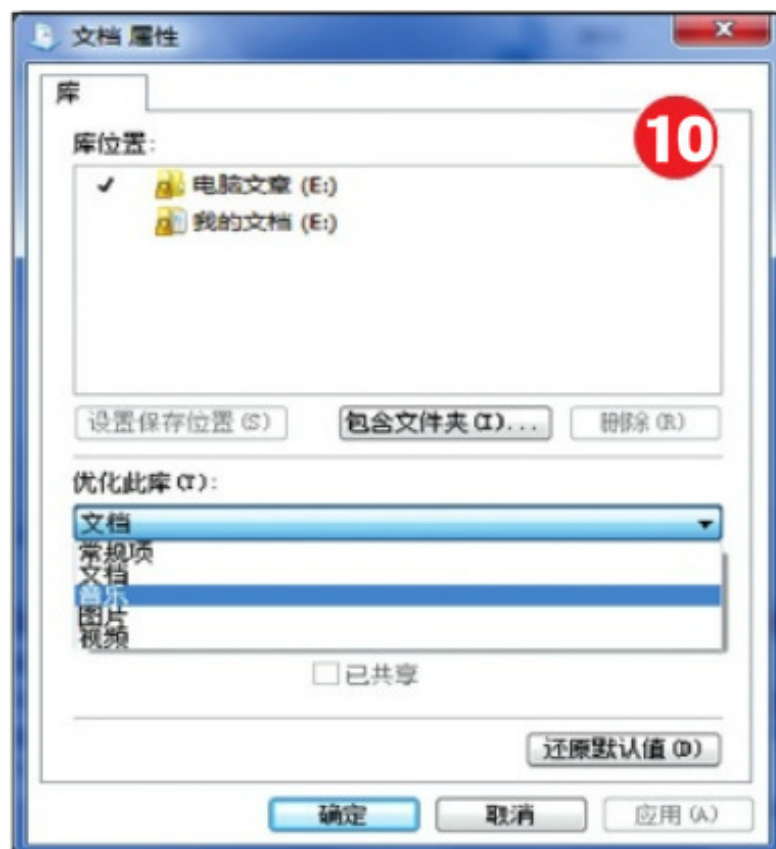 文档 属性
库
10
库位置:
电脑文章 (E:)
我的文档 (E:)
设置保存位置(S)
包含文件夹(I)...
删除(R)
优化此库(T):
文档
常规项
文档
音乐
图片
视频
已共享
还原默认值(D)
确定
取消
应用(A)